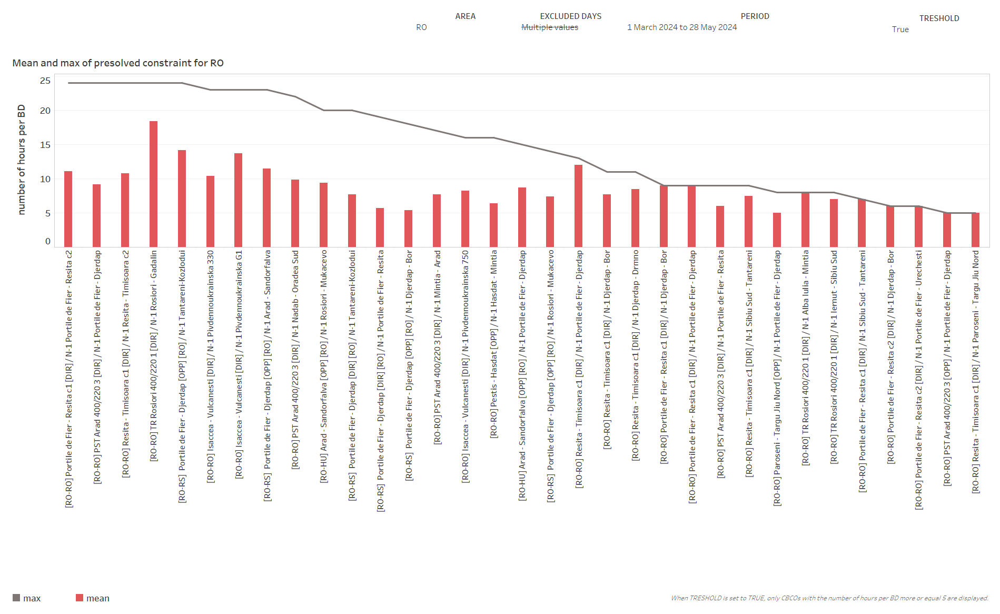 AREA
EXCLUDED DAYS
PERIOD
TRESHOLD
RO
Multiple values
1 March 2024 to 28 May 2024
True
Mean and max of presolved constraint for RO
number of hours per BD
25
20
15
10
5
0
[RO-RO] Portile de Fier - Resita c1 [DIR] / N-1 Portile de Fier - Resita c2
[RO-RO] PST Arad 400/220 3 [DIR] / N-1 Portile de Fier - Djerdap
[RO-RO] Resita - Timisoara c1 [DIR] / N-1 Resita - Timisoara c2
[RO-RO] TR Rosiori 400/220 1 [DIR] / N-1 Rosiori - Gadalin
[RO-RS] Portile de Fier - Djerdap [OPP] [RO] / N-1 Tantareni-Kozlodui
[RO-RO] Isaccea - Vulcanesti [DIR] / N-1 Pivdennoukrainska 330
[RO-RO] Isaccea - Vulcanesti [DIR] / N-1 Pivdennoukrainska G1
[RO-RS] Portile de Fier - Djerdap [OPP] [RO] / N-1 Arad - Sandorfalva
[RO-RO] PST Arad 400/220 3 [DIR] / N-1 Nadab - Oradea Sud
[RO-HU] Arad - Sandorfalva [OPP] [RO] / N-1 Rosiori - Mukacevo
[RO-RS] Portile de Fier - Djerdap [DIR] [RO] / N-1 Tantareni-Kozlodui
[RO-RS] Portile de Fier - Djerdap [DIR] [RO] / N-1 Portile de Fier - Resita
[RO-RS] Portile de Fier - Djerdap [OPP] [RO] / N-1 Djerdap - Bor
[RO-RO] PST Arad 400/220 3 [DIR] / N-1 Mintia - Arad
[RO-RO] Isaccea - Vulcanesti [DIR] / N-1 Pivdennoukrainska 750
[RO-RO] Pestis - Hasdat [OPP] / N-1 Hasdat - Mintia
[RO-HU] Arad - Sandorfalva [OPP] [RO] / N-1 Portile de Fier - Djerdap
[RO-RS] Portile de Fier - Djerdap [OPP] [RO] / N-1 Rosiori - Mukacevo
[RO-RO] Resita - Timisoara c1 [DIR] / N-1 Portile de Fier - Djerdap
[RO-RO] Resita - Timisoara c1 [DIR] / N-1 Djerdap - Bor
[RO-RO] Resita - Timisoara c1 [DIR] / N-1 Djerdap - Drmno
[RO-RO] Portile de Fier - Resita c1 [DIR] / N-1 Djerdap - Bor
[RO-RO] Portile de Fier - Resita c1 [DIR] / N-1 Portile de Fier - Djerdap
[RO-RO] PST Arad 400/220 3 [DIR] / N-1 Portile de Fier - Resita
[RO-RO] Resita - Timisoara c1 [DIR] / N-1 Sibiu Sud - Tantareni
[RO-RO] Paroseni - Targu Jiu Nord [OPP] / N-1 Portile de Fier - Djerdap
[RO-RO] TR Rosiori 400/220 1 [DIR] / N-1 Alba Iulia - Mintia
[RO-RO] TR Rosiori 400/220 1 [DIR] / N-1 Iernut - Sibiu Sud
[RO-RO] Portile de Fier - Resita c1 [DIR] / N-1 Sibiu Sud - Tantareni
[RO-RO] Portile de Fier - Resita c2 [DIR] / N-1 Djerdap - Bor
[RO-RO] Portile de Fier - Resita c2 [DIR] / N-1 Portile de Fier - Urechesti
[RO-RO] PST Arad 400/220 3 [OPP] / N-1 Portile de Fier - Djerdap
[RO-RO] Resita - Timisoara c1 [DIR] / N-1 Paroseni - Targu Jiu Nord
max
mean
When TRESHOLD is set to TRUE, only CBCOs with the number of hours per BD more or equal 5 are displayed.